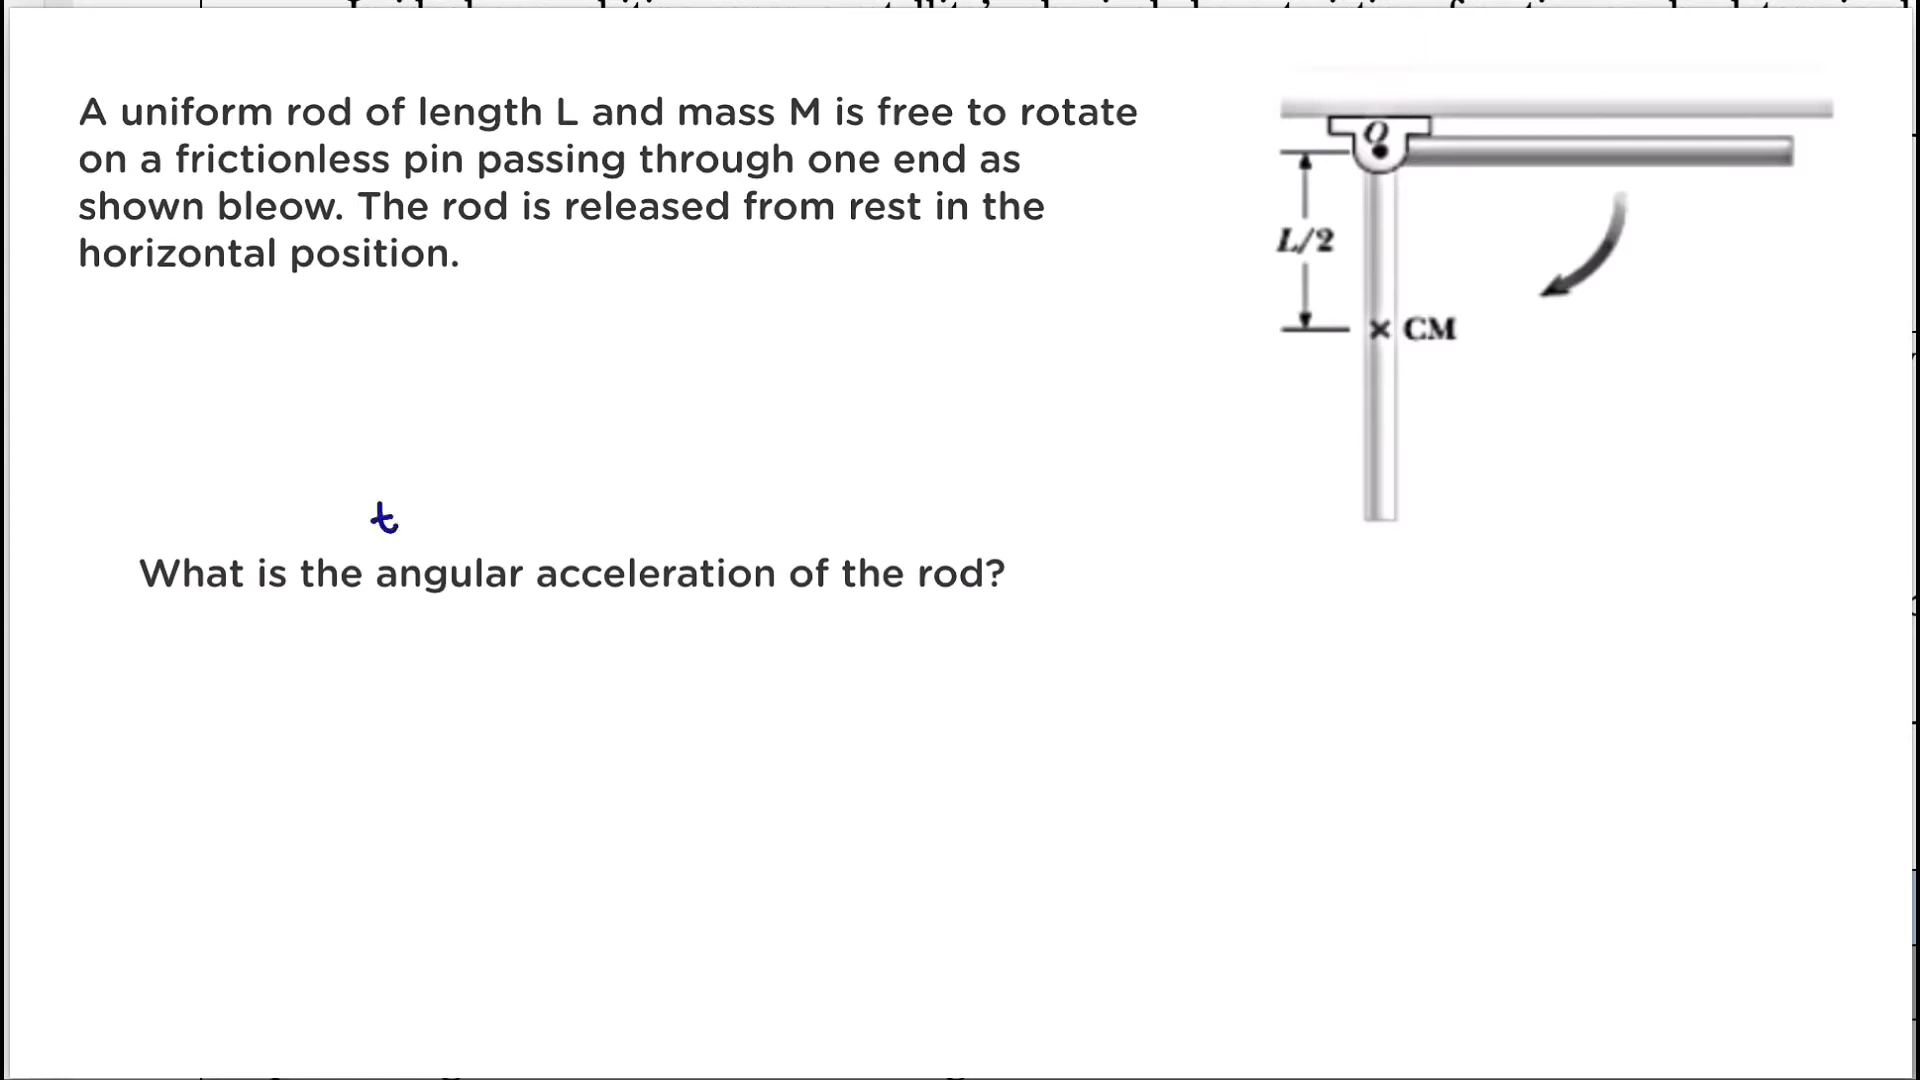 A uniform rod of length L and mass M is free to rotate
on a frictionless pin passing through one end as
shown bleow. The rod is released from rest in the
horizontal position.
O
L/2
CM
t
What is the angular acceleration of the rod?